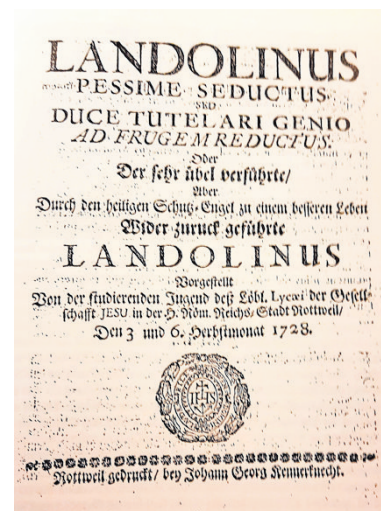 LANDOLINUS
PESSIME SEDUCTUS
SED
DUCE TUTELARI GENIO
AD FRUGEM REDUCTUS.
Oder
Der sehr übel verführte/
Aber
Durch den heiligen Schutz-Engel zu einem besseren Leben
Wider zuruck geführte
LANDOLINUS
Vorgestellt
Von der studierenden Jugend deß Löbl. Lycæi der Gesell-
schafft JESU in der H. Röm. Reichs/Stadt Rottweil/
Den 3 und 6. Herbstmonat 1728.
IHS
Rottweil gedruckt/ bey Johann Georg Kennerknecht.